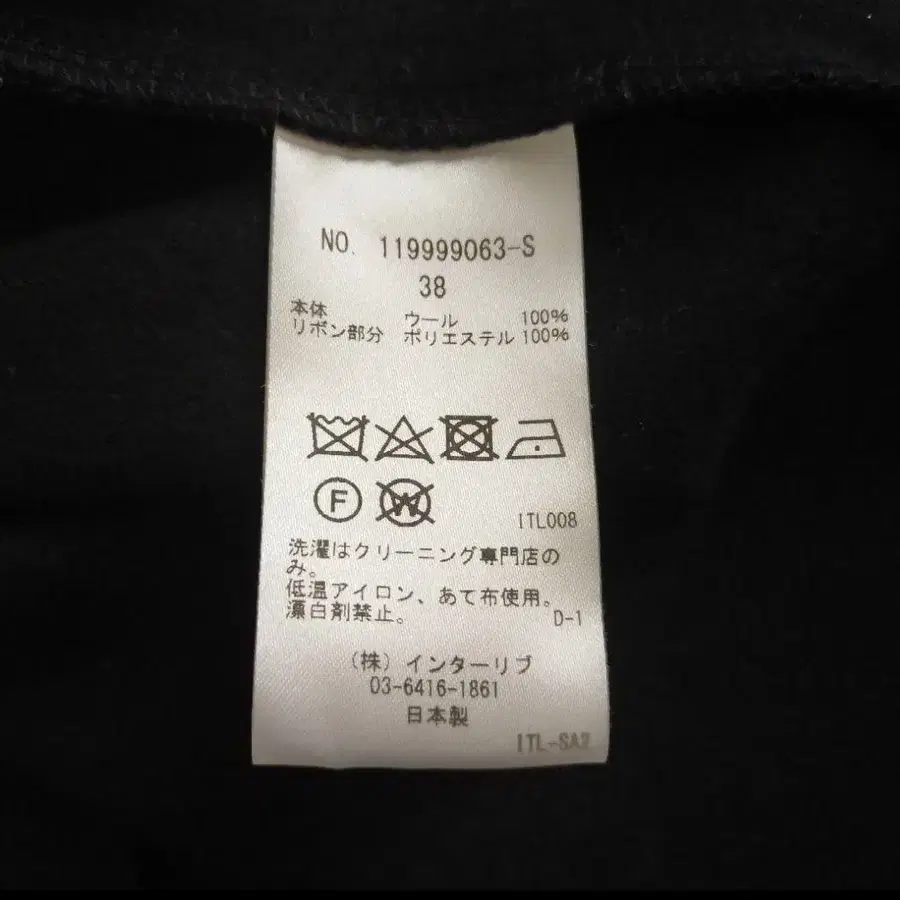 NO. 119999063-S
38
本体 ウール 100%
リボン部分 ポリエステル 100%
F W
ITL008
洗濯はクリーニング専門店の
み。
低温アイロン、あて布使用。
漂白剤禁止。
D-1
(株)インターリブ
03-6416-1861
日本製
ITL-SA2